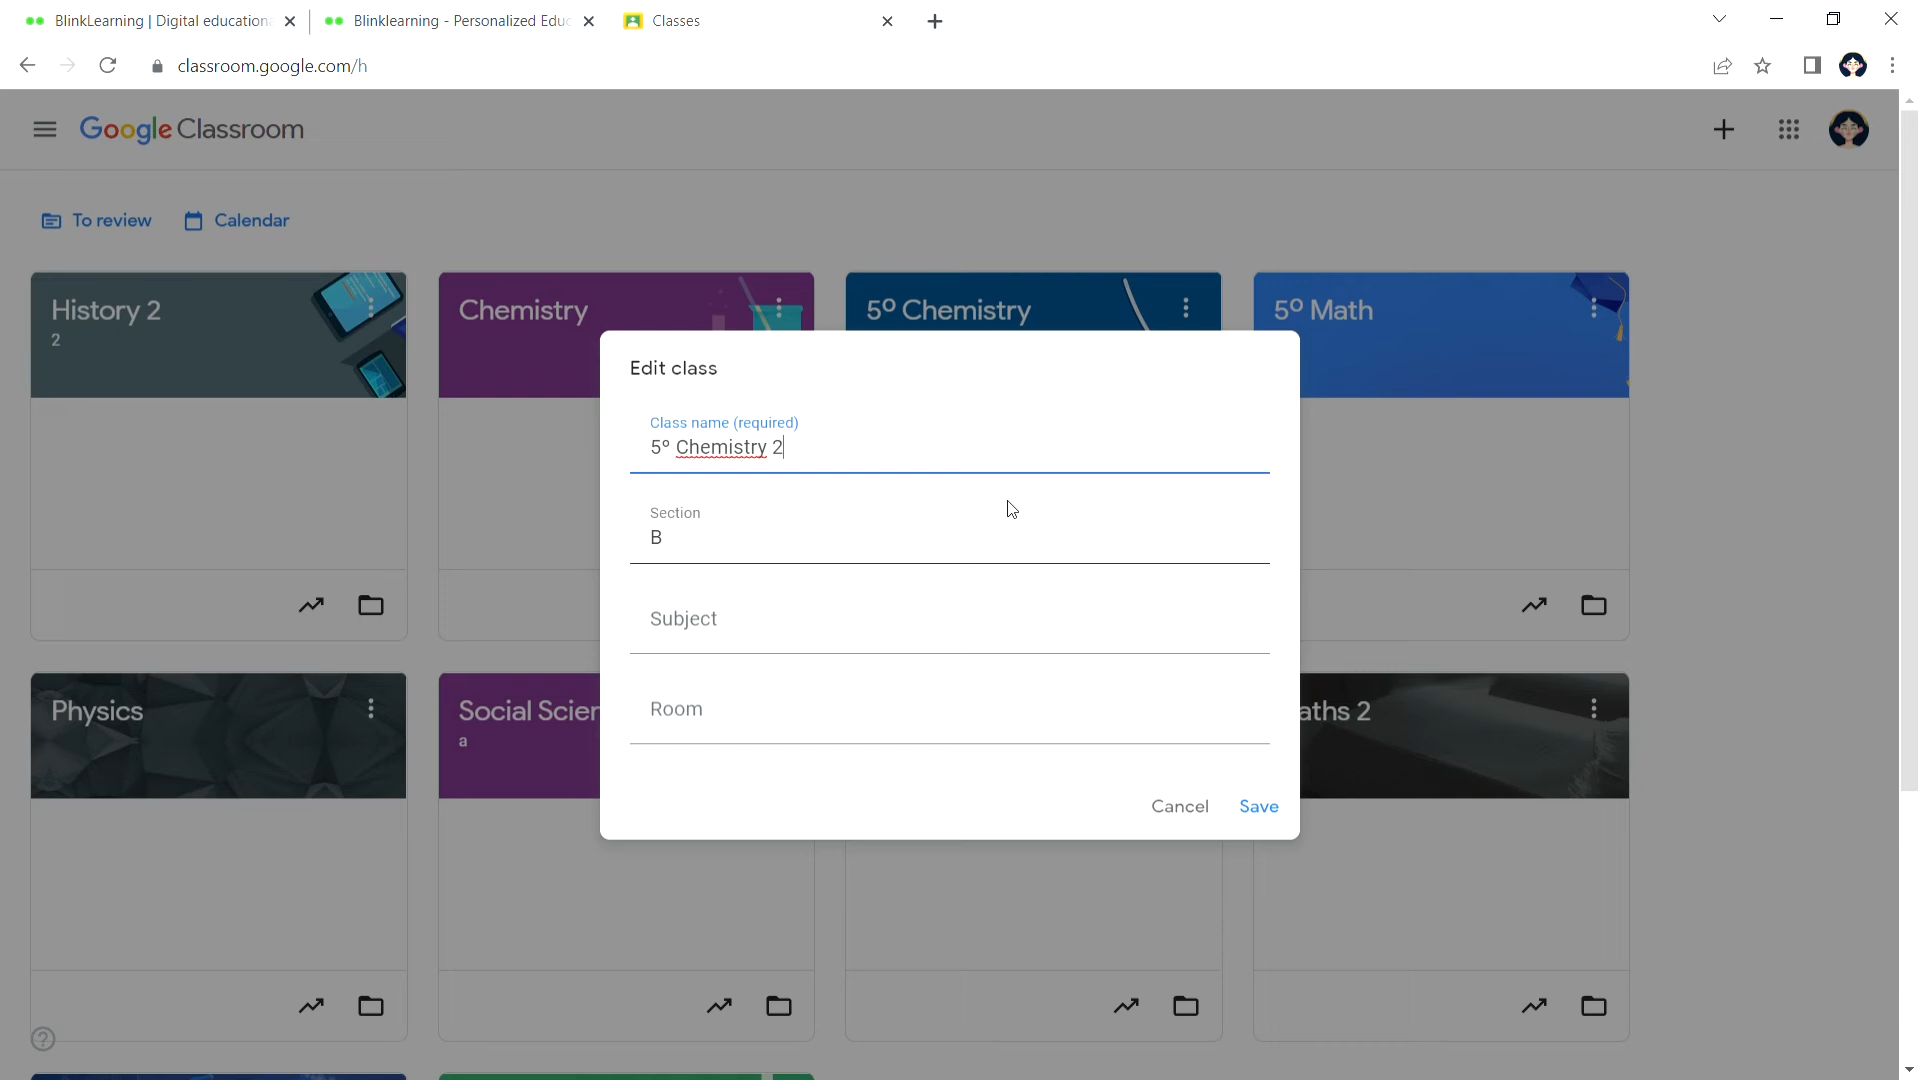 BlinkLearning | Digital educationa
Blinklearning - Personalized Educ
Classes
classroom.google.com/h
Google Classroom
To review
Calendar
History 2
2
Chemistry
5º Chemistry
5º Math
Edit class
Class name (required)
5º Chemistry 2
Section
B
Subject
Room
Cancel
Save
Physics
Social Scien
a
aths 2